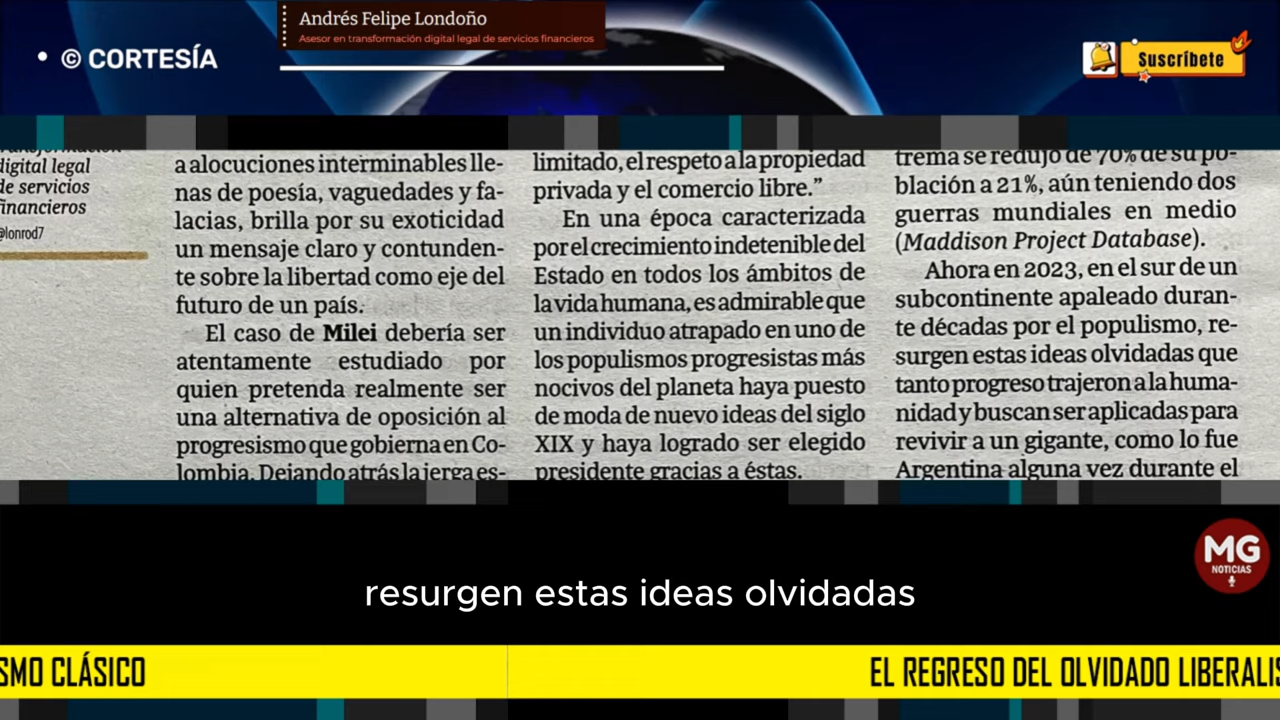 Andrés Felipe Londoño
Asesor en transformación digital legal de servicios financieros
• © CORTESÍA
Suscríbete
digital legal
de servicios
financieros
@lonrod7
a alocuciones interminables lle-
nas de poesía, vaguedades y fa-
lacias, brilla por su exoticidad
un mensaje claro y contunden-
te sobre la libertad como eje del
futuro de un país.
El caso de Milei debería ser
atentamente estudiado por
quien pretenda realmente ser
una alternativa de oposición al
progresismo que gobierna en Co-
lombia. Dejando atrás la jerga es-
limitado, el respeto a la propiedad
privada y el comercio libre.”
En una época caracterizada
por el crecimiento indetenible del
Estado en todos los ámbitos de
la vida humana, es admirable que
un individuo atrapado en uno de
los populismos progresistas más
nocivos del planeta haya puesto
de moda de nuevo ideas del siglo
XIX y haya logrado ser elegido
presidente gracias a éstas.
trema se redujo de 70% de su po-
blación a 21%, aún teniendo dos
guerras mundiales en medio
(Maddison Project Database).
Ahora en 2023, en el sur de un
subcontinente apaleado duran-
te décadas por el populismo, re-
surgen estas ideas olvidadas que
tanto progreso trajeron a la huma-
nidad y buscan ser aplicadas para
revivir a un gigante, como lo fue
Argentina alguna vez durante el
MG
NOTICIAS
resurgen estas ideas olvidadas
SMO CLÁSICO
EL REGRESO DEL OLVIDADO LIBERALIS